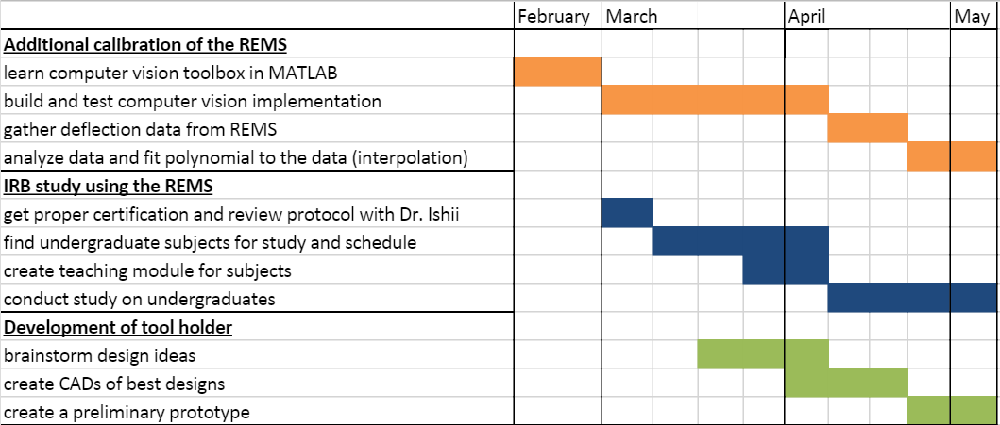 February March April May
Additional calibration of the REMS
learn computer vision toolbox in MATLAB
build and test computer vision implementation
gather deflection data from REMS
analyze data and fit polynomial to the data (interpolation)
IRB study using the REMS
get proper certification and review protocol with Dr. Ishii
find undergraduate subjects for study and schedule
create teaching module for subjects
conduct study on undergraduates
Development of tool holder
brainstorm design ideas
create CADs of best designs
create a preliminary prototype